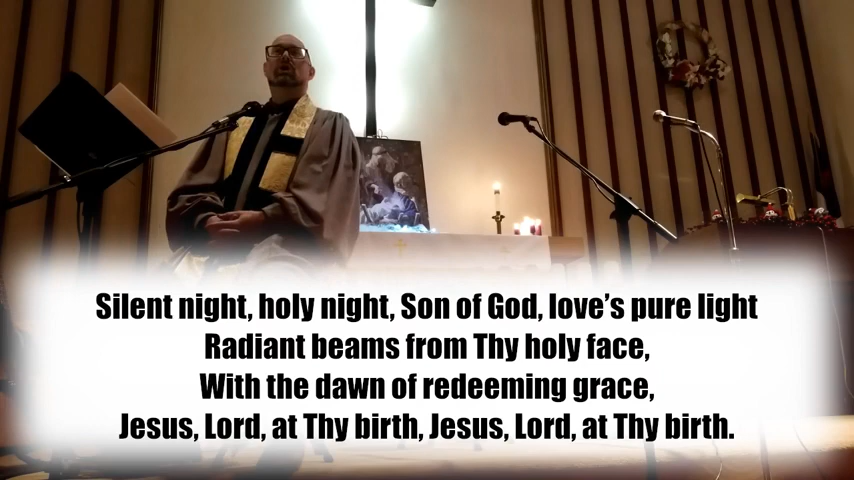 Silent night, holy night, Son of God, love’s pure light
Radiant beams from Thy holy face,
With the dawn of redeeming grace,
Jesus, Lord, at Thy birth, Jesus, Lord, at Thy birth.